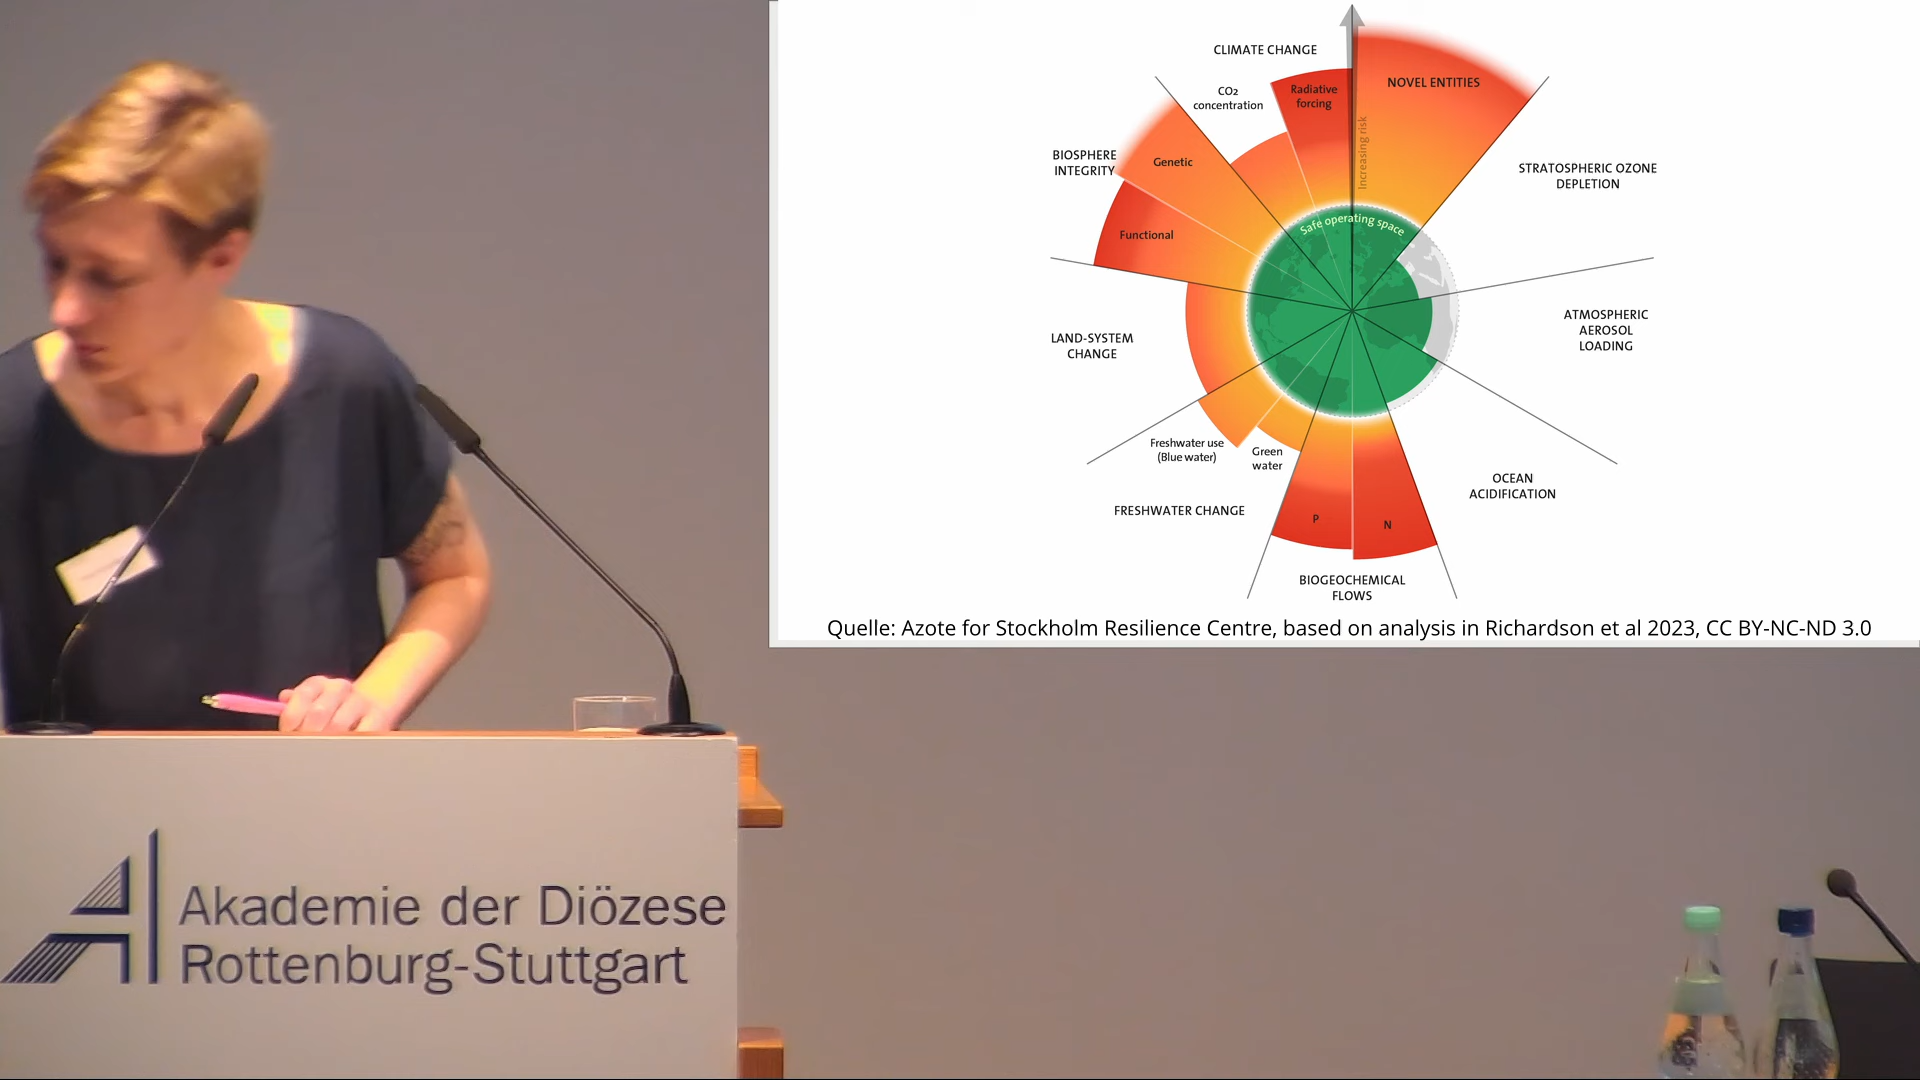 CLIMATE CHANGE
CO2
concentration
Radiative
forcing
NOVEL ENTITIES
Increasing risk
BIOSPHERE
INTEGRITY
Genetic
Functional
STRATOSPHERIC OZONE
DEPLETION
Safe operating space
ATMOSPHERIC
AEROSOL
LOADING
LAND-SYSTEM
CHANGE
Freshwater use
(Blue water)
Green
water
FRESHWATER CHANGE
OCEAN
ACIDIFICATION
P
N
BIOGEOCHEMICAL
FLOWS
Quelle: Azote for Stockholm Resilience Centre, based on analysis in Richardson et al 2023, CC BY-NC-ND 3.0
Akademie der Diözese
Rottenburg-Stuttgart